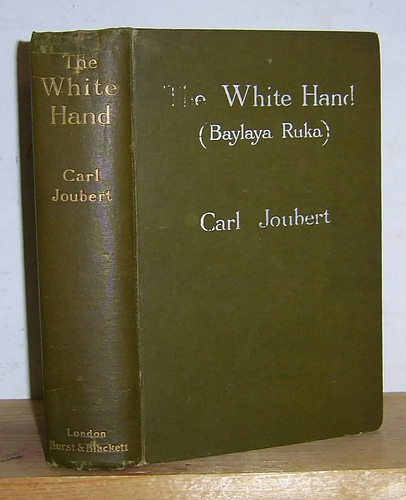 The
White
Hand
Carl
Joubert
London
Hurst & Blackett
The White Hand
(Baylaya Ruka)
Carl Joubert